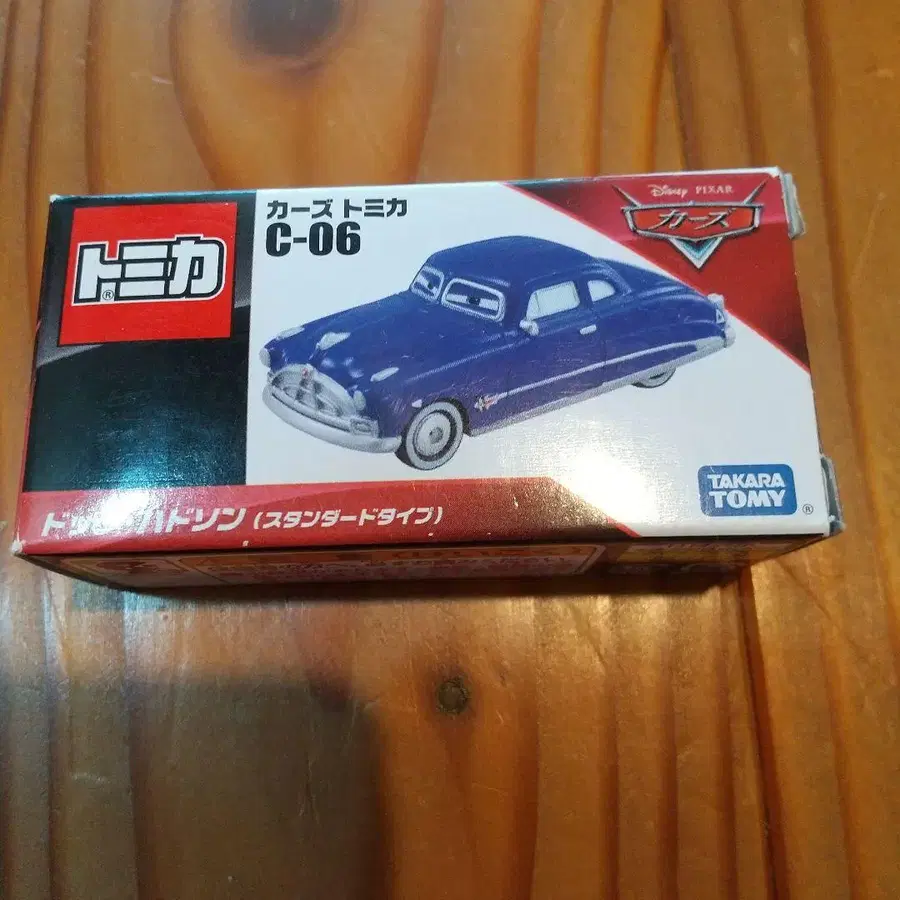 カーズ トミカ
C-06
トミカ
®
Disney PIXAR
カーズ
TAKARA
TOMY
®
ハドソン (スタンダードタイプ)